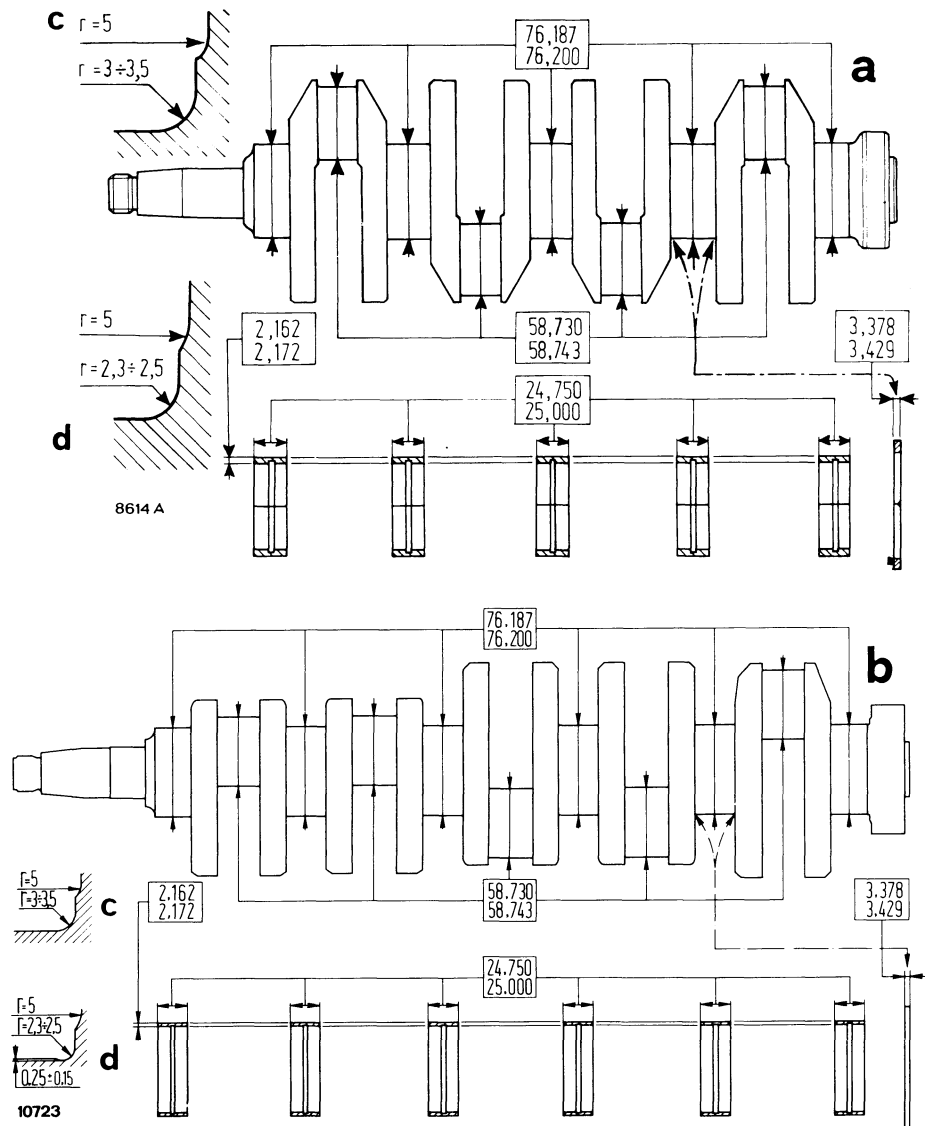 c
r=5
r=3÷3,5
76,187
76,200
a
r=5
r=2,3÷2,5
d
8614 A
2,162
2,172
58,730
58,743
3,378
3,429
24,750
25,000
76.187
76.200
b
r=5
r=3÷3,5
c
2.162
2.172
58.730
58.743
3.378
3.429
24.750
25.000
r=5
r=2,3÷2,5
0.25±0.15
d
10723